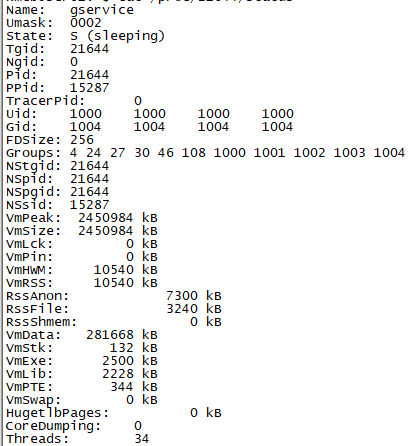 Name:   gservice
Umask:  0002
State:  S (sleeping)
Tgid:   21644
Ngid:   0
Pid:    21644
PPid:   15287
TracerPid:      0
Uid:    1000    1000    1000    1000
Gid:    1004    1004    1004    1004
FDSize: 256
Groups: 4 24 27 30 46 108 1000 1001 1002 1003 1004
NStgid: 21644
NSpid:  21644
NSpgid: 21644
NSsid:  15287
VmPeak:  2450984 kB
VmSize:  2450984 kB
VmLck:         0 kB
VmPin:         0 kB
VmHWM:     10540 kB
VmRSS:     10540 kB
RssAnon:            7300 kB
RssFile:            3240 kB
RssShmem:              0 kB
VmData:   281668 kB
VmStk:       132 kB
VmExe:      2500 kB
VmLib:      2228 kB
VmPTE:       344 kB
VmSwap:        0 kB
HugetlbPages:          0 kB
CoreDumping:    0
Threads:        34